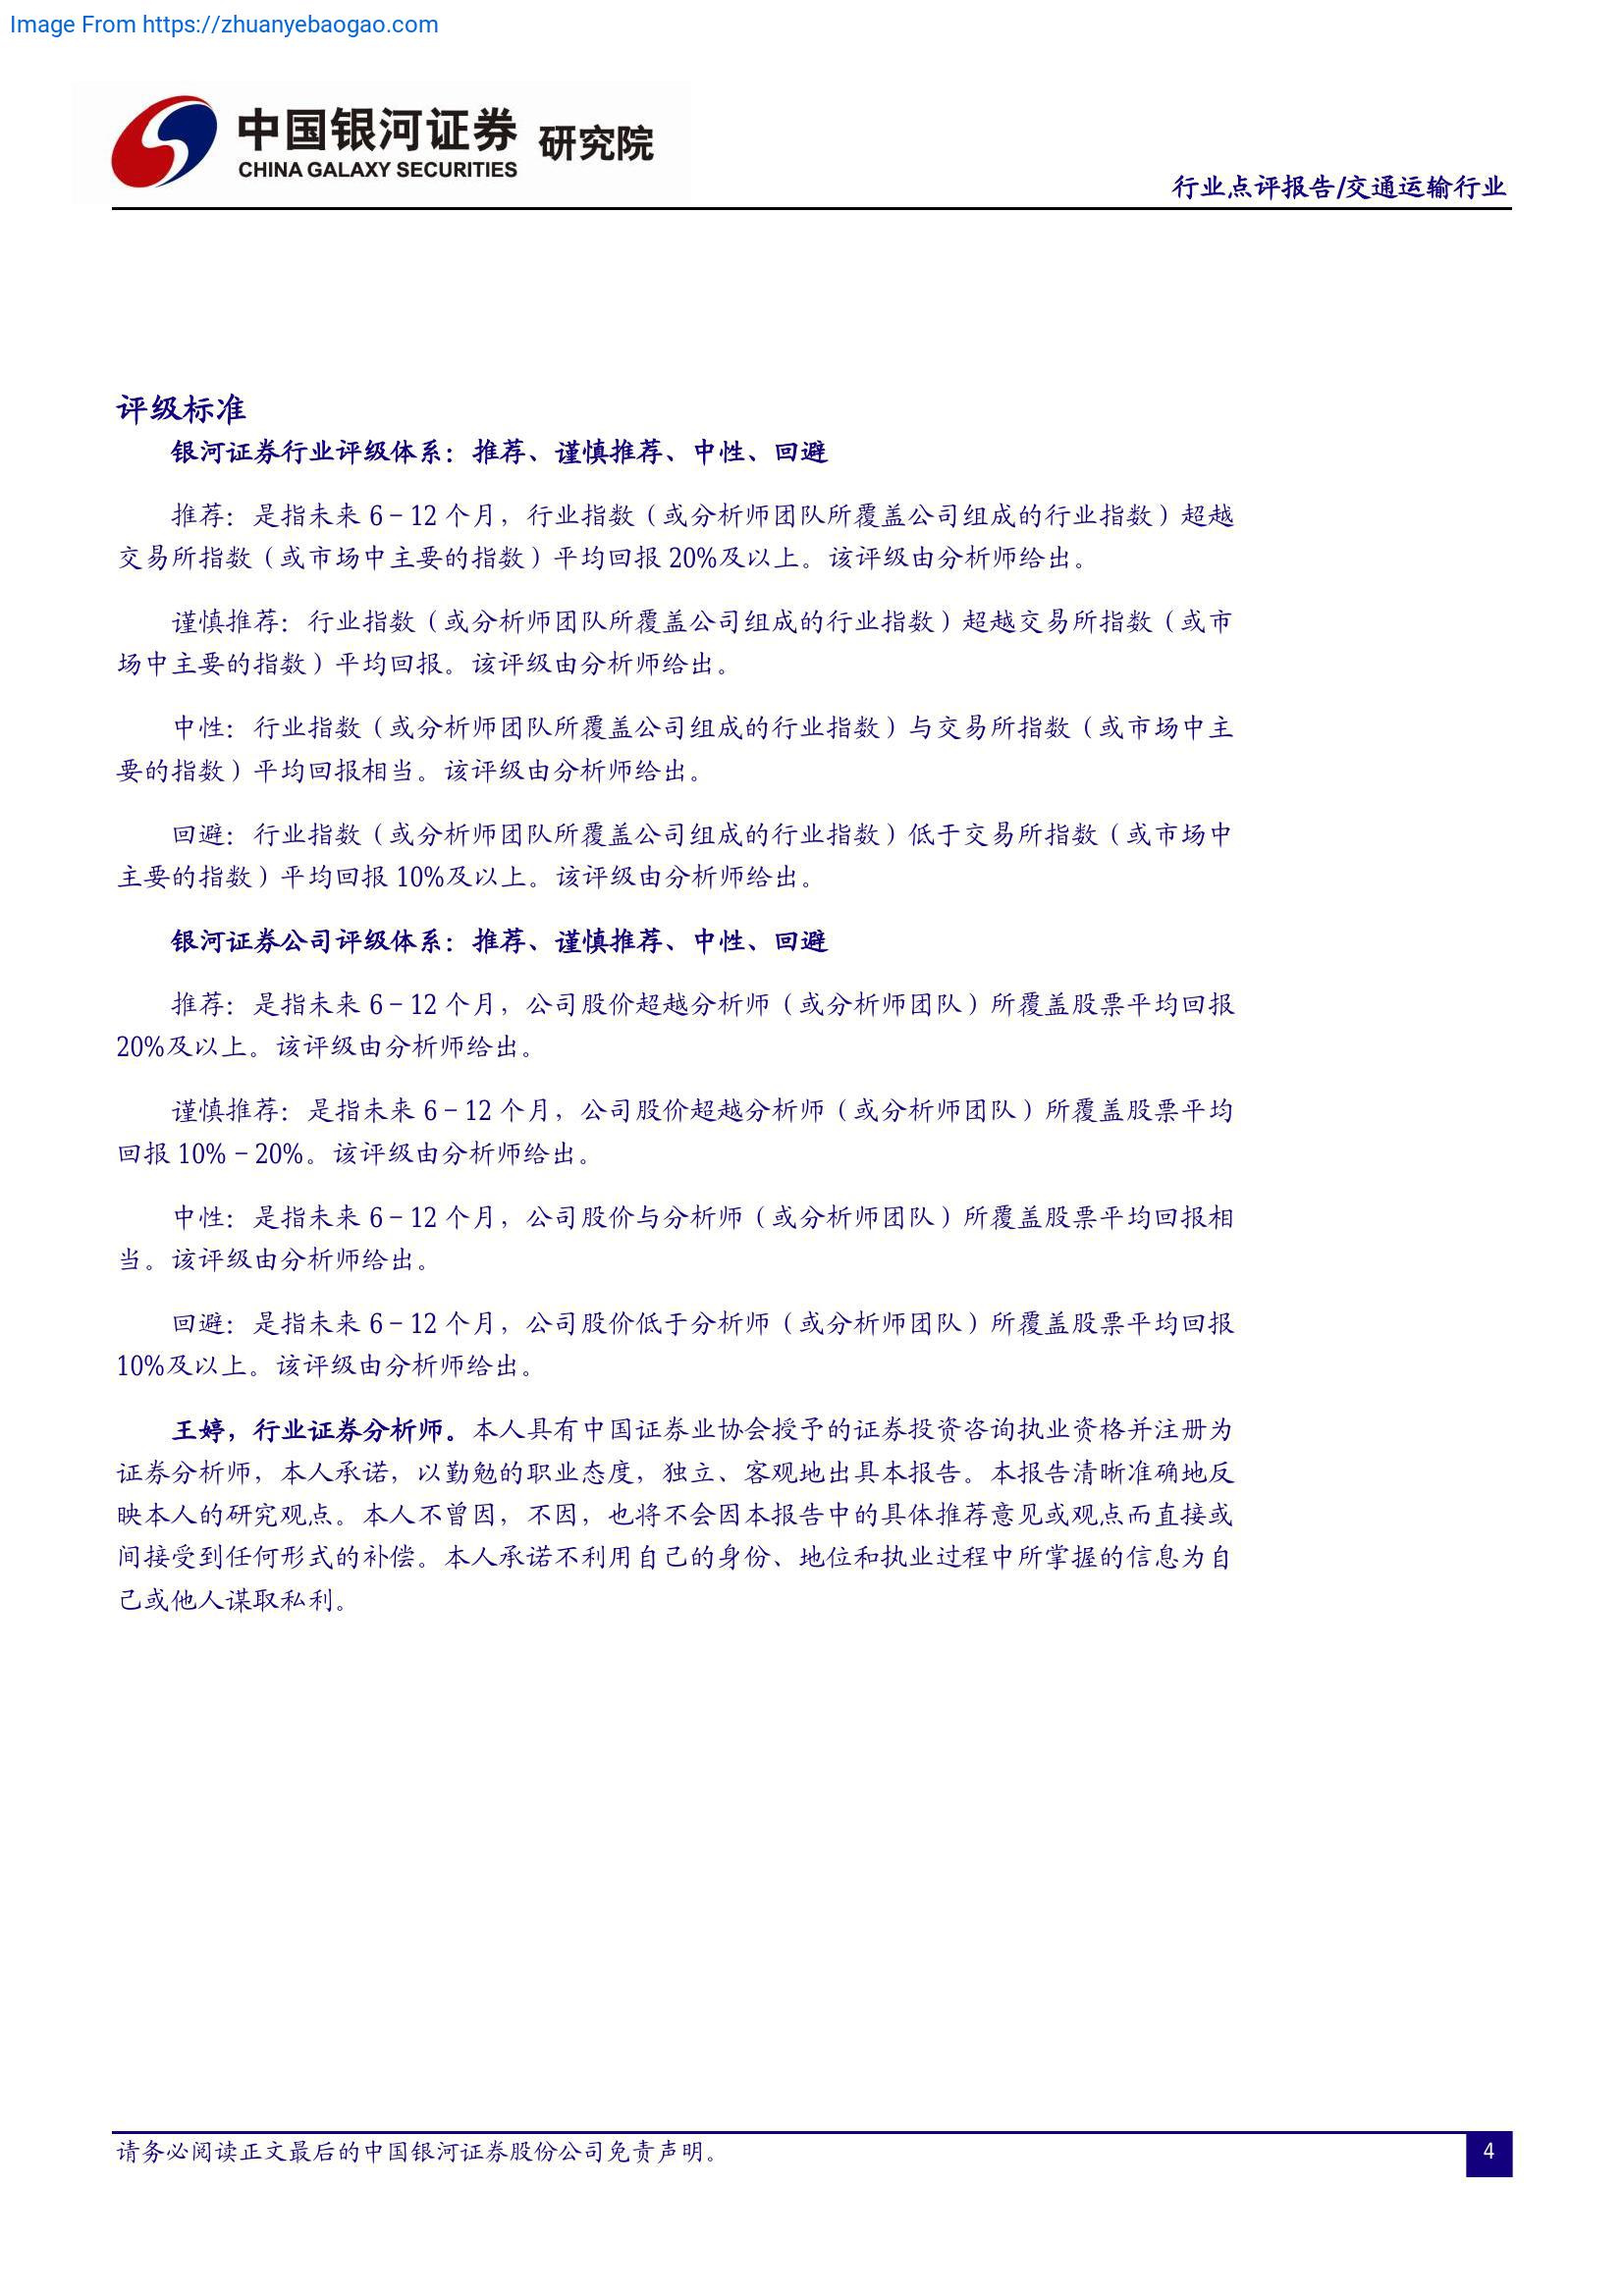 Image From https://zhuanyebaogao.com
中国银河证券 研究院
CHINA GALAXY SECURITIES
行业点评报告/交通运输行业
评级标准
银河证券行业评级体系：推荐、谨慎推荐、中性、回避
推荐：是指未来 6－12 个月，行业指数（或分析师团队所覆盖公司组成的行业指数）超越
交易所指数（或市场中主要的指数）平均回报 20%及以上。该评级由分析师给出。
谨慎推荐：行业指数（或分析师团队所覆盖公司组成的行业指数）超越交易所指数（或市
场中主要的指数）平均回报。该评级由分析师给出。
中性：行业指数（或分析师团队所覆盖公司组成的行业指数）与交易所指数（或市场中主
要的指数）平均回报相当。该评级由分析师给出。
回避：行业指数（或分析师团队所覆盖公司组成的行业指数）低于交易所指数（或市场中
主要的指数）平均回报 10%及以上。该评级由分析师给出。
银河证券公司评级体系：推荐、谨慎推荐、中性、回避
推荐：是指未来 6－12 个月，公司股价超越分析师（或分析师团队）所覆盖股票平均回报
20%及以上。该评级由分析师给出。
谨慎推荐：是指未来 6－12 个月，公司股价超越分析师（或分析师团队）所覆盖股票平均
回报 10%－20%。该评级由分析师给出。
中性：是指未来 6－12 个月，公司股价与分析师（或分析师团队）所覆盖股票平均回报相
当。该评级由分析师给出。
回避：是指未来 6－12 个月，公司股价低于分析师（或分析师团队）所覆盖股票平均回报
10%及以上。该评级由分析师给出。
王婷，行业证券分析师。本人具有中国证券业协会授予的证券投资咨询执业资格并注册为
证券分析师，本人承诺，以勤勉的职业态度，独立、客观地出具本报告。本报告清晰准确地反
映本人的研究观点。本人不曾因，不因，也将不会因本报告中的具体推荐意见或观点而直接或
间接受到任何形式的补偿。本人承诺不利用自己的身份、地位和执业过程中所掌握的信息为自
己或他人谋取私利。
请务必阅读正文最后的中国银河证券股份公司免责声明。
4